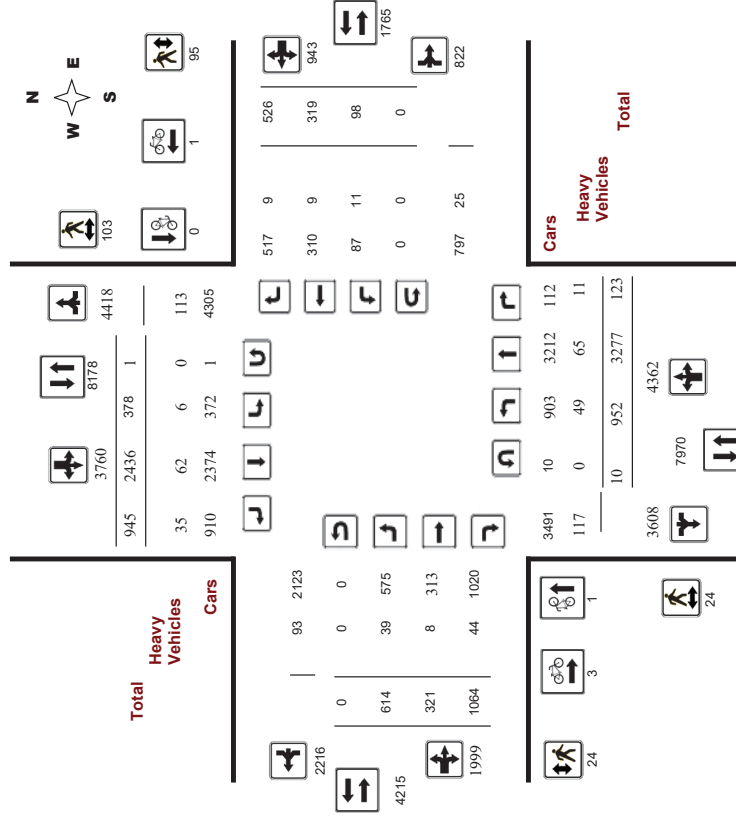 N
W E
S
103
0
1
95
3760
8178
4418
945 2436 378 1
35 62 6 0 113
910 2374 372 1 4305
Total
Heavy
Vehicles
Cars
517 9 526
310 9 319
87 11 98
0 0 0
797 25
943
1765
822
93 2123
0 0 0
614 39 575
321 8 313
1064 44 1020
2216
4215
1999
3491 10 903 3212 112
117 0 49 65 11
10 952 3277 123
3608
7970
4362
Cars
Heavy
Vehicles
Total
24
3
1
24